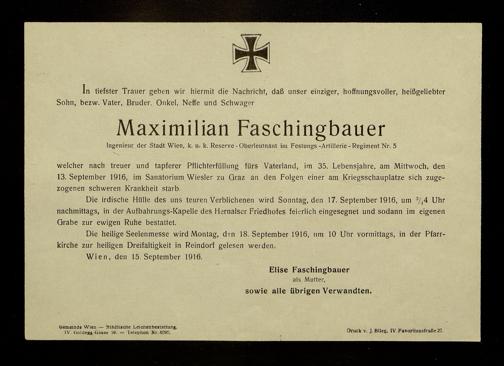 In tiefster Trauer geben wir hiermit die Nachricht, daß unser einziger, hoffnungsvoller, heißgeliebter
Sohn, bezw. Vater, Bruder, Onkel, Neffe und Schwager
Maximilian Faschingbauer
Ingenieur der Stadt Wien, k. u. k. Reserve-Oberleutnant im Festungs-Artillerie-Regiment Nr. 5
welcher nach treuer und tapferer Pflichterfüllung fürs Vaterland, im 35. Lebensjahre, am Mittwoch, den
13. September 1916, im Sanatorium Wiesler zu Graz an den Folgen einer am Kriegsschauplatze sich zuge-
zogenen schweren Krankheit starb.
Die irdische Hülle des uns teuren Verblichenen wird Sonntag, den 17. September 1916, um ³/₄4 Uhr
nachmittags, in der Aufbahrungs-Kapelle des Hernalser Friedhofes feierlich eingesegnet und sodann im eigenen
Grabe zur ewigen Ruhe bestattet.
Die heilige Seelenmesse wird Montag, den 18. September 1916, um 10 Uhr vormittags, in der Pfarr-
kirche zur heiligen Dreifaltigkeit in Reindorf gelesen werden.
Wien, den 15. September 1916.
Elise Faschingbauer
als Mutter,
sowie alle übrigen Verwandten.
Gemeinde Wien — Städtische Leichenbestattung,
IV. Goldegg-Gasse — Telephon Nr.
Druck v. J. Bileg, IV Favoritenstraße